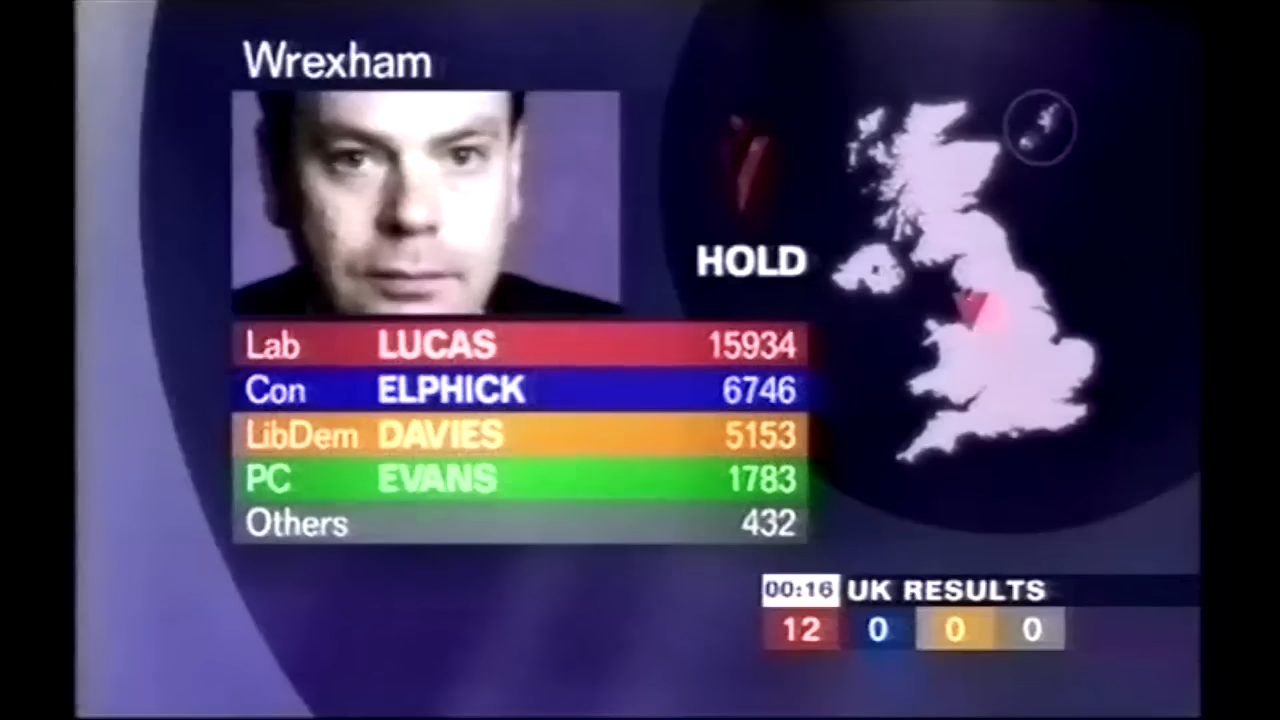 Wrexham
HOLD
Lab LUCAS 15934
Con ELPHICK 6746
LibDem DAVIES 5153
PC EVANS 1783
Others 432
00:16 UK RESULTS
12 0 0 0